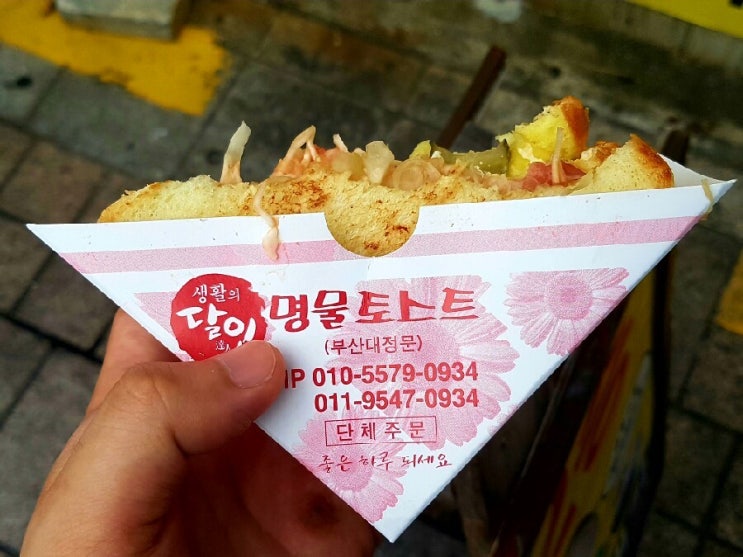 생활의
달인
명물토스트
(부산대정문)
HP 010-5579-0934
011-9547-0934
단체주문
좋은 하루 되세요